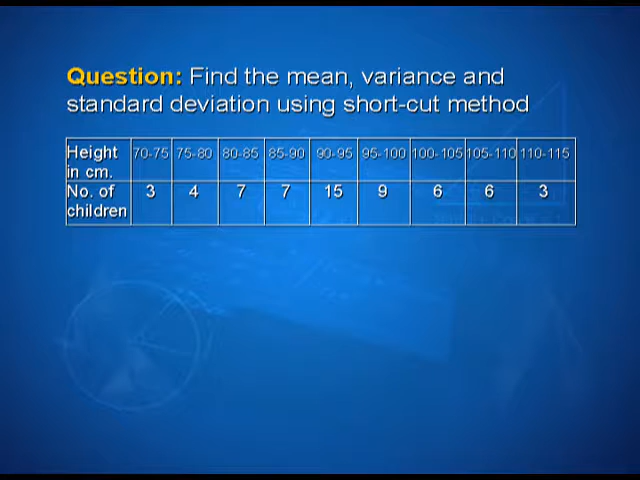 Question: Find the mean, variance and
standard deviation using short-cut method
Height in cm. 70-75 75-80 80-85 85-90 90-95 95-100 100-105 105-110 110-115
No. of children 3 4 7 7 15 9 6 6 3